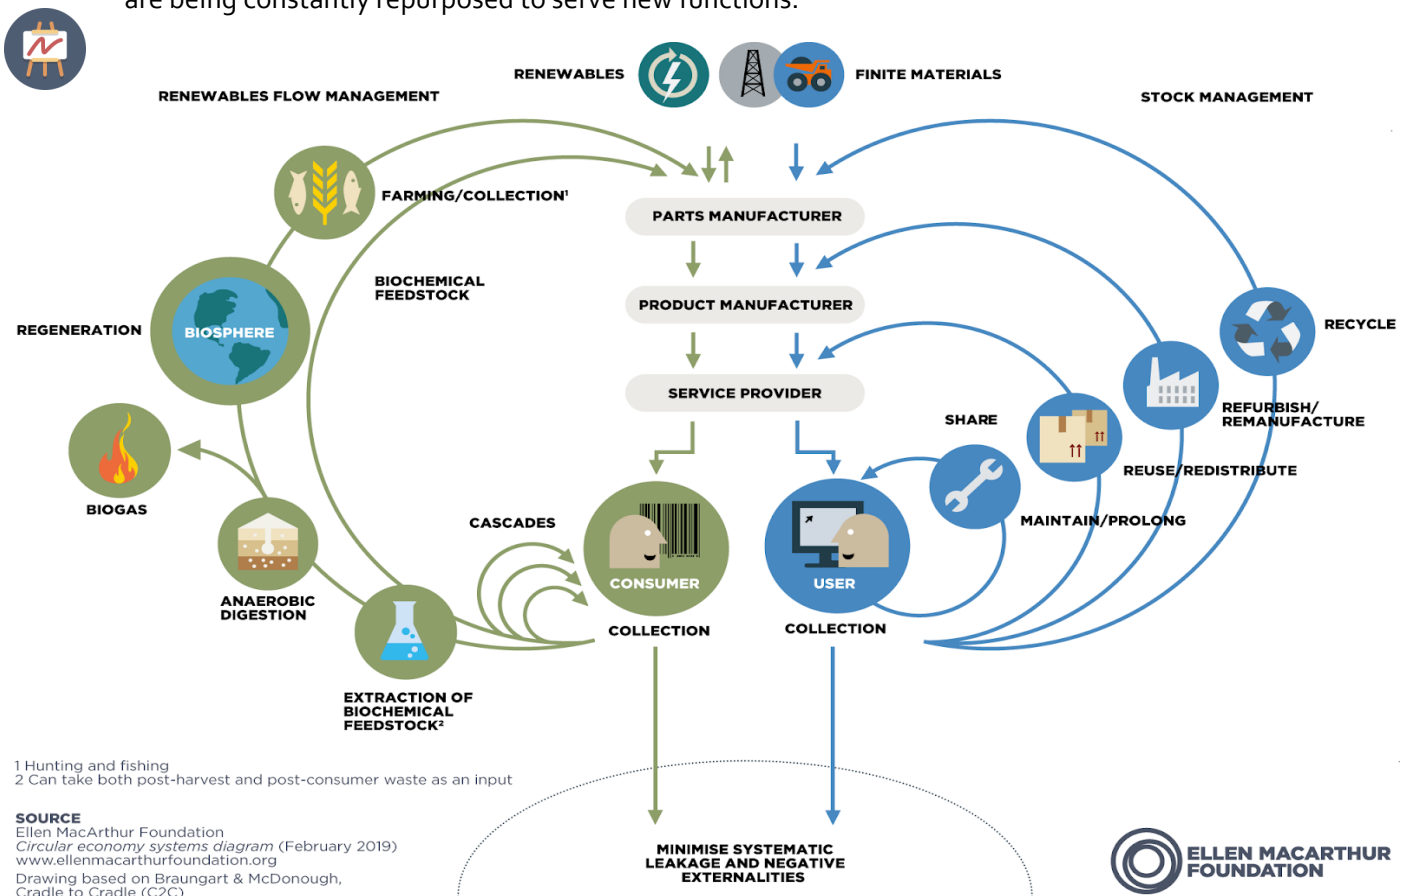 are being constantly repurposed to serve new functions.
RENEWABLES
FINITE MATERIALS
RENEWABLES FLOW MANAGEMENT
STOCK MANAGEMENT
FARMING/COLLECTION¹
PARTS MANUFACTURER
BIOCHEMICAL
FEEDSTOCK
PRODUCT MANUFACTURER
REGENERATION
BIOSPHERE
RECYCLE
SERVICE PROVIDER
SHARE
REFURBISH/
REMANUFACTURE
REUSE/REDISTRIBUTE
BIOGAS
CASCADES
MAINTAIN/PROLONG
CONSUMER
USER
ANAEROBIC
DIGESTION
COLLECTION
COLLECTION
EXTRACTION OF
BIOCHEMICAL
FEEDSTOCK²
1 Hunting and fishing
2 Can take both post-harvest and post-consumer waste as an input
SOURCE
Ellen MacArthur Foundation
Circular economy systems diagram (February 2019)
www.ellenmacarthurfoundation.org
Drawing based on Braungart & McDonough,
Cradle to Cradle (C2C)
MINIMISE SYSTEMATIC
LEAKAGE AND NEGATIVE
EXTERNALITIES
ELLEN MACARTHUR
FOUNDATION